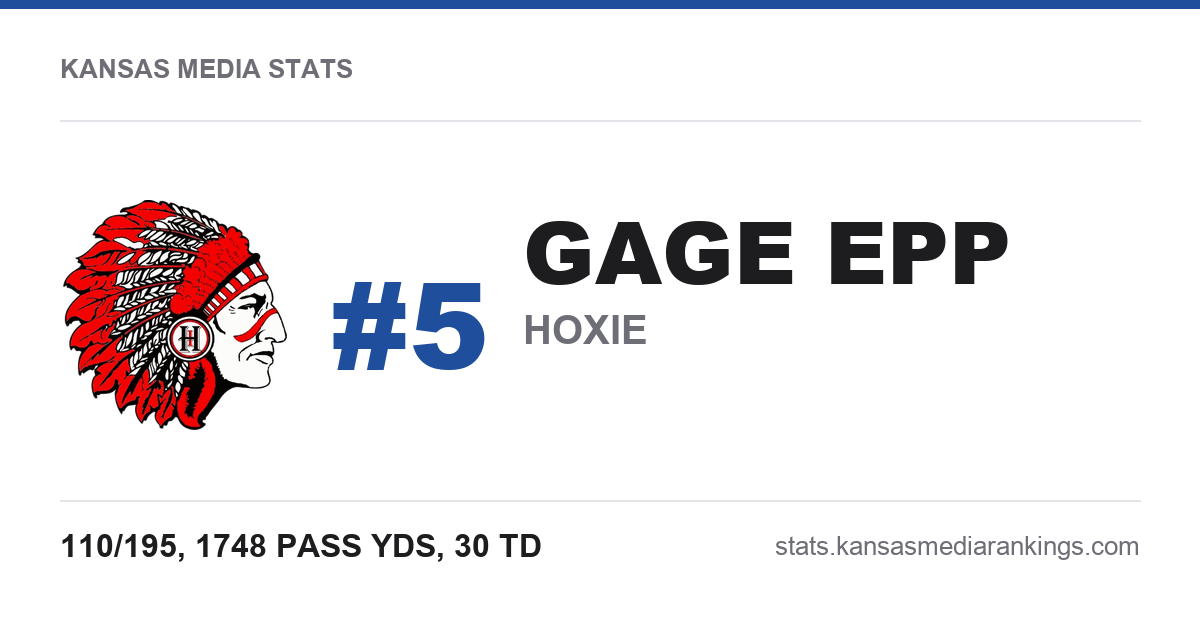 KANSAS MEDIA STATS
H
#5
GAGE EPP
HOXIE
110/195, 1748 PASS YDS, 30 TD
stats.kansasmediarankings.com